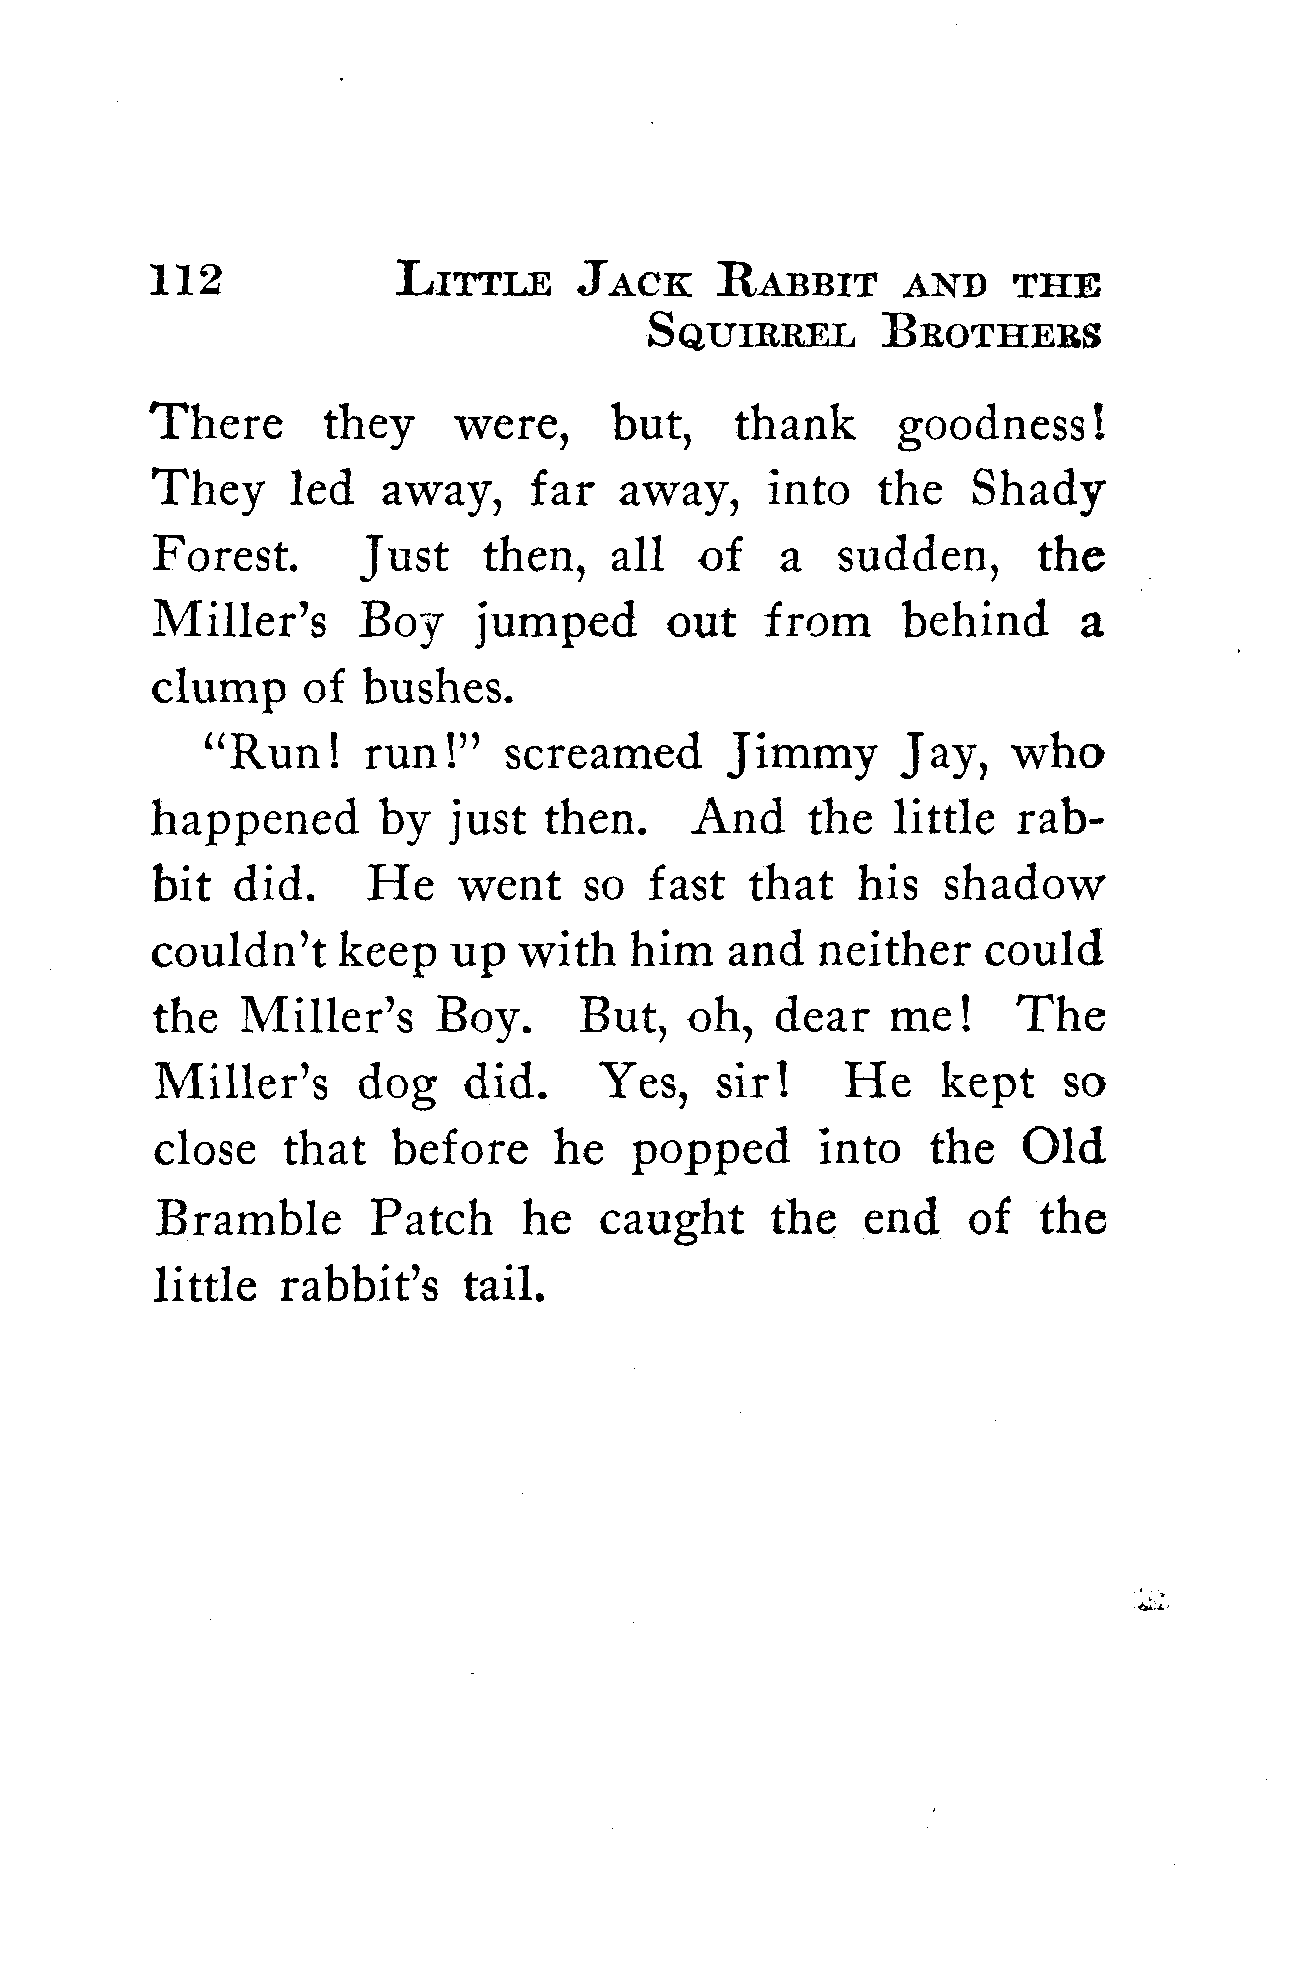 112 Little Jack Rabbit and the
Squirrel Brothers
There they were, but, thank goodness!
They led away, far away, into the Shady
Forest. Just then, all of a sudden, the
Miller's Boy jumped out from behind a
clump of bushes.
"Run! run!" screamed Jimmy Jay, who
happened by just then. And the little rab-
bit did. He went so fast that his shadow
couldn't keep up with him and neither could
the Miller's Boy. But, oh, dear me! The
Miller's dog did. Yes, sir! He kept so
close that before he popped into the Old
Bramble Patch he caught the end of the
little rabbit's tail.